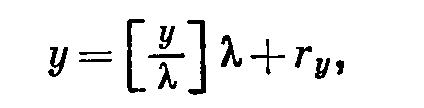 y = [y/λ] λ + r_y,